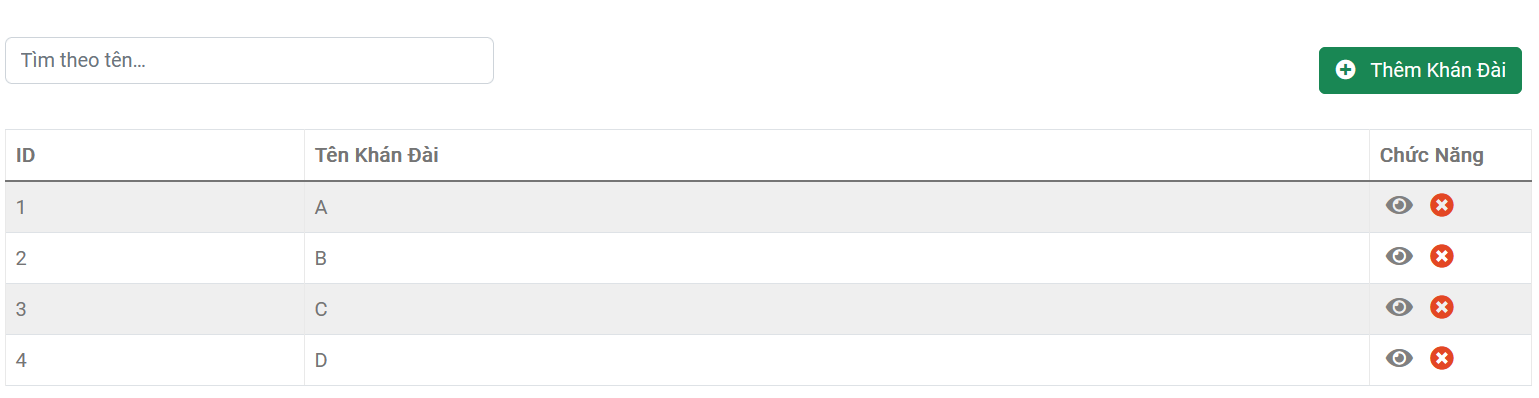 Tìm theo tên...
Thêm Khán Đài
ID Tên Khán Đài Chức Năng
1 A
2 B
3 C
4 D